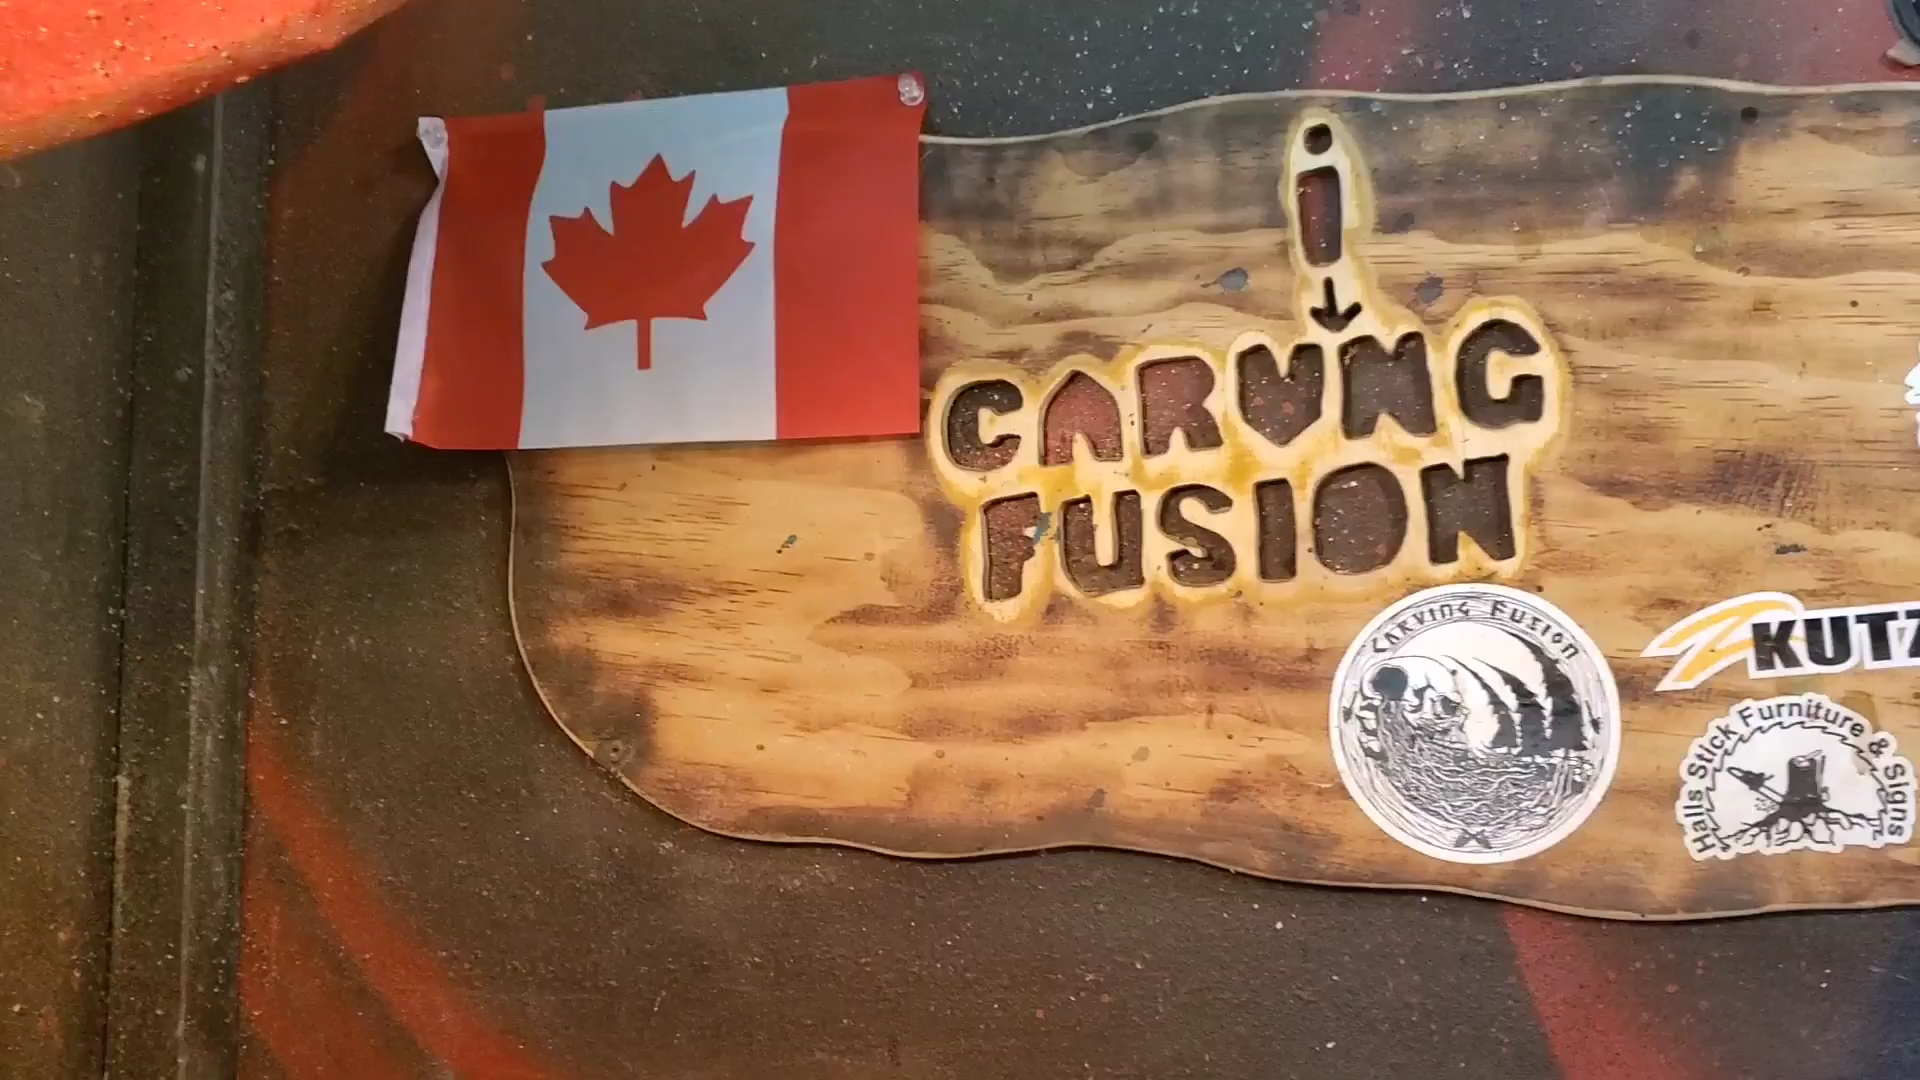 i
CARVNG
FUSION
CARVING FUSION
KUTZ
Halls Stick Furniture & Signs